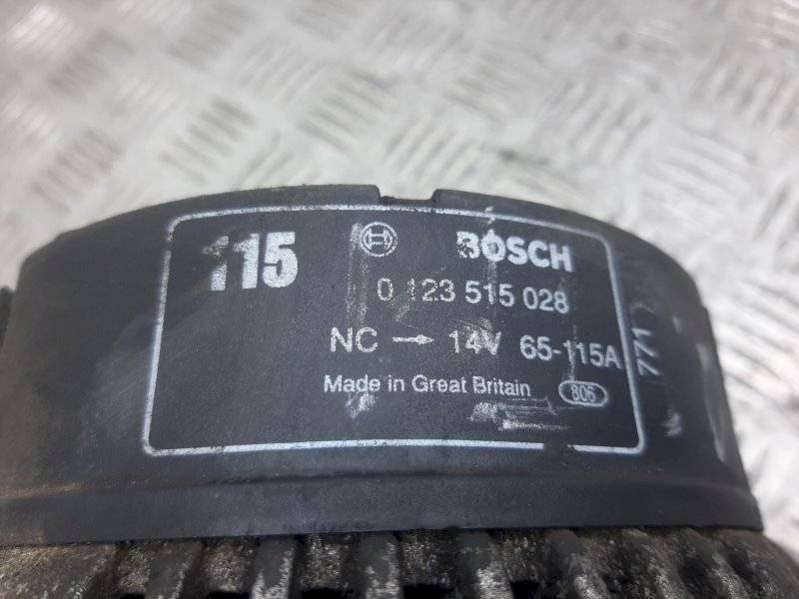 115 BOSCH
0 123 515 028
NC → 14V 65-115A
Made in Great Britain 806
771